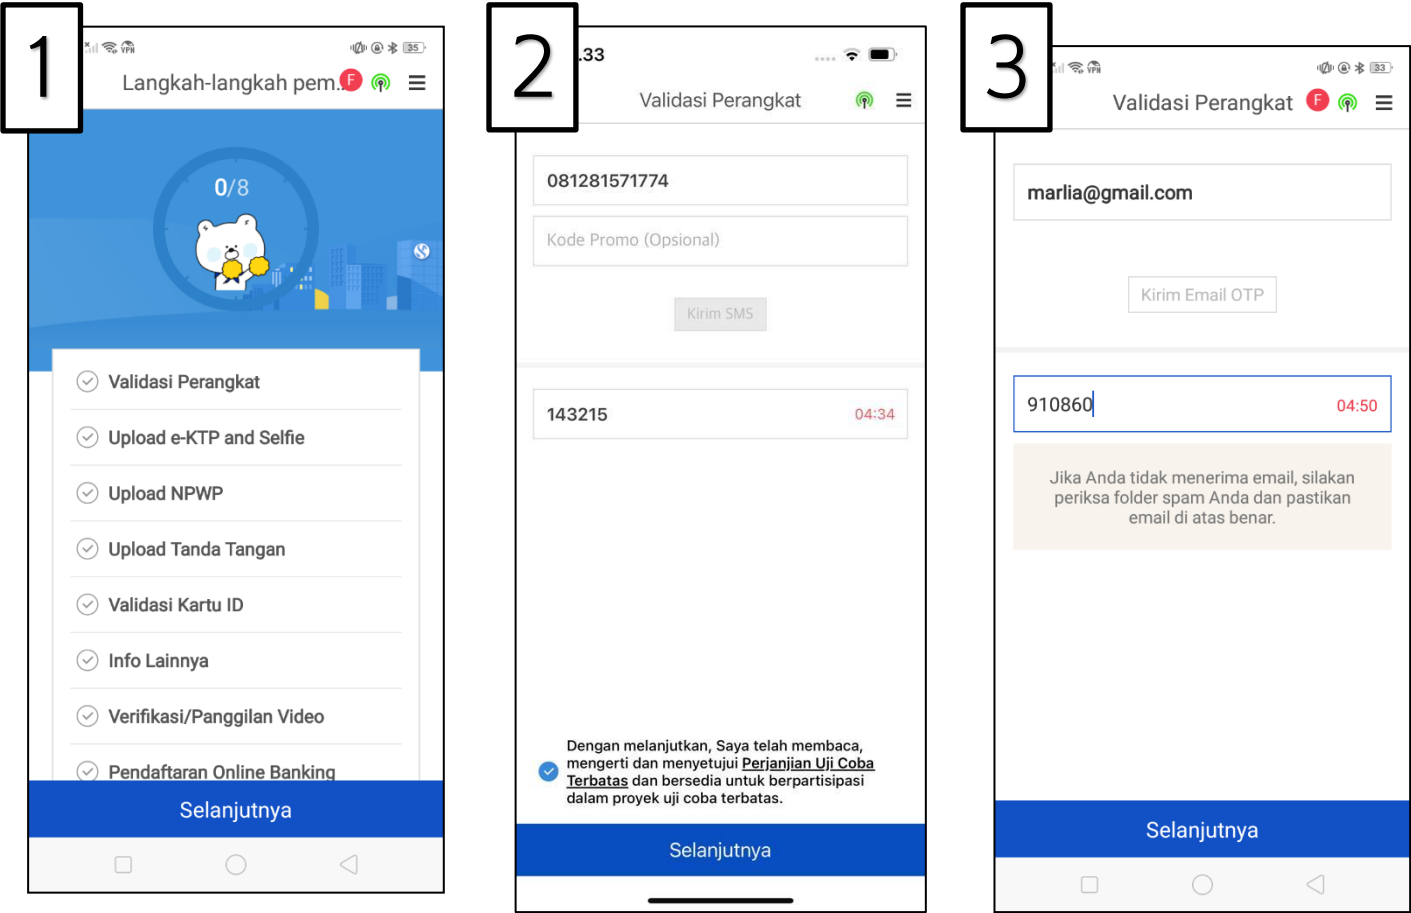 1
VPN
35
Langkah-langkah pem...
F
0/8
Validasi Perangkat
Upload e-KTP and Selfie
Upload NPWP
Upload Tanda Tangan
Validasi Kartu ID
Info Lainnya
Verifikasi/Panggilan Video
Pendaftaran Online Banking
Selanjutnya
2
.33
Validasi Perangkat
081281571774
Kode Promo (Opsional)
Kirim SMS
143215 04:34
Dengan melanjutkan, Saya telah membaca,
mengerti dan menyetujui Perjanjian Uji Coba
Terbatas dan bersedia untuk berpartisipasi
dalam proyek uji coba terbatas.
Selanjutnya
3
VPN
33
Validasi Perangkat
F
marlia@gmail.com
Kirim Email OTP
910860 04:50
Jika Anda tidak menerima email, silakan
periksa folder spam Anda dan pastikan
email di atas benar.
Selanjutnya